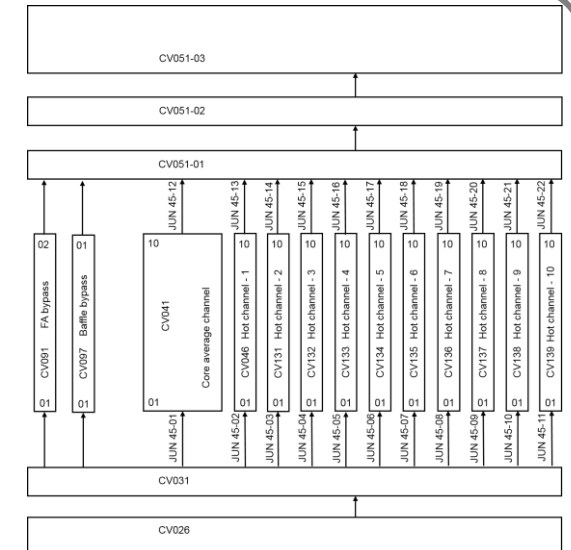 CV051-03
CV051-02
CV051-01
JUN 45-12
JUN 45-13
JUN 45-14
JUN 45-15
JUN 45-16
JUN 45-17
JUN 45-18
JUN 45-19
JUN 45-20
JUN 45-21
JUN 45-22
02
01
10
10
10
10
10
10
10
10
10
10
10
CV091 FA bypass
CV097 Baffle bypass
CV041
Core average channel
CV046 Hot channel - 1
CV131 Hot channel - 2
CV132 Hot channel - 3
CV133 Hot channel - 4
CV134 Hot channel - 5
CV135 Hot channel - 6
CV136 Hot channel - 7
CV137 Hot channel - 8
CV138 Hot channel - 9
CV139 Hot channel - 10
01
01
01
01
01
01
01
01
01
01
01
01
01
JUN 45-01
JUN 45-02
JUN 45-03
JUN 45-04
JUN 45-05
JUN 45-06
JUN 45-07
JUN 45-08
JUN 45-09
JUN 45-10
JUN 45-11
CV031
CV026